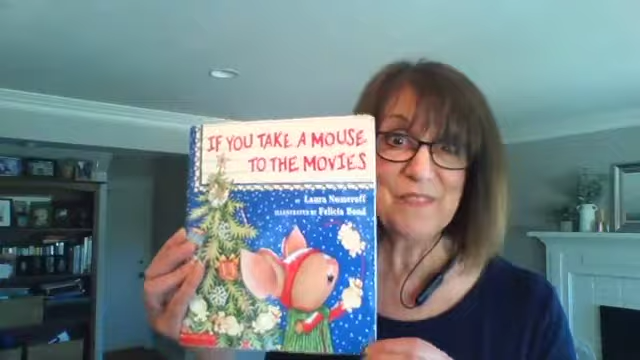 IF YOU TAKE A MOUSE
TO THE MOVIES
BY Laura Numeroff
ILLUSTRATED BY Felicia Bond